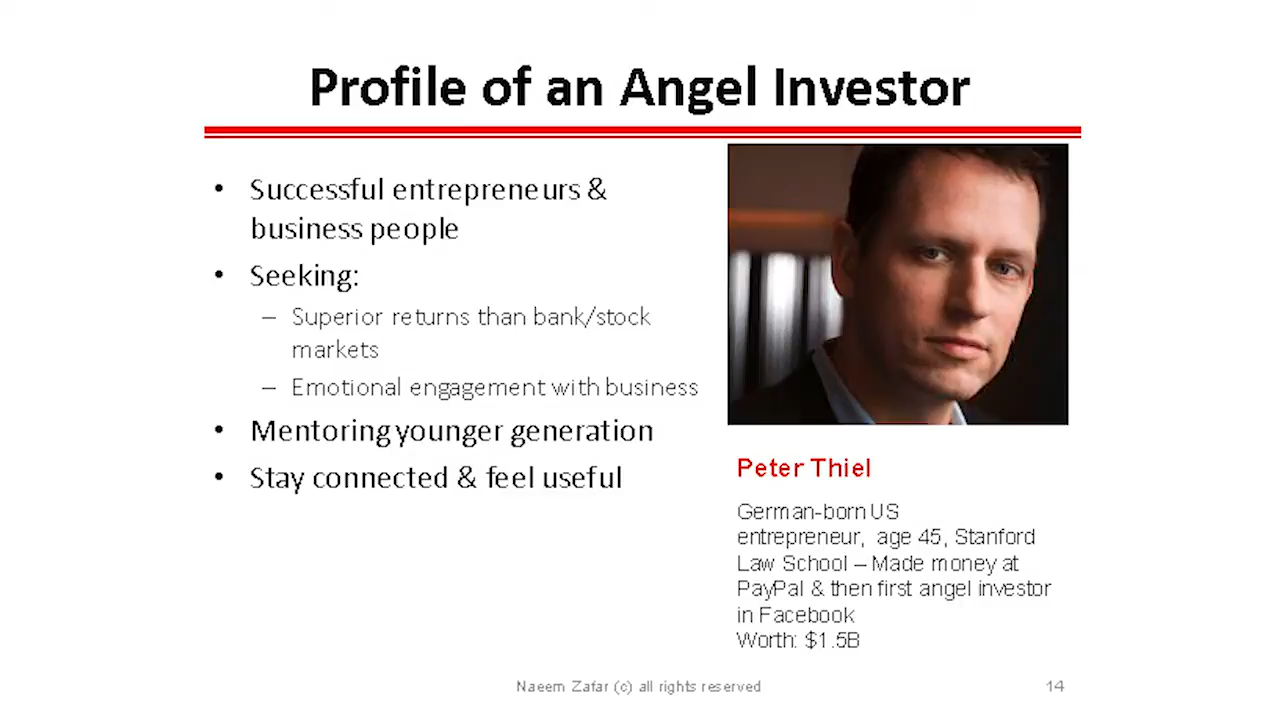 Profile of an Angel Investor
• Successful entrepreneurs &
business people
• Seeking:
– Superior returns than bank/stock
markets
– Emotional engagement with business
• Mentoring younger generation
• Stay connected & feel useful
Peter Thiel
German-born US
entrepreneur, age 45, Stanford
Law School – Made money at
PayPal & then first angel investor
in Facebook
Worth: $1.5B
Naeem Zafar (c) all rights reserved
14